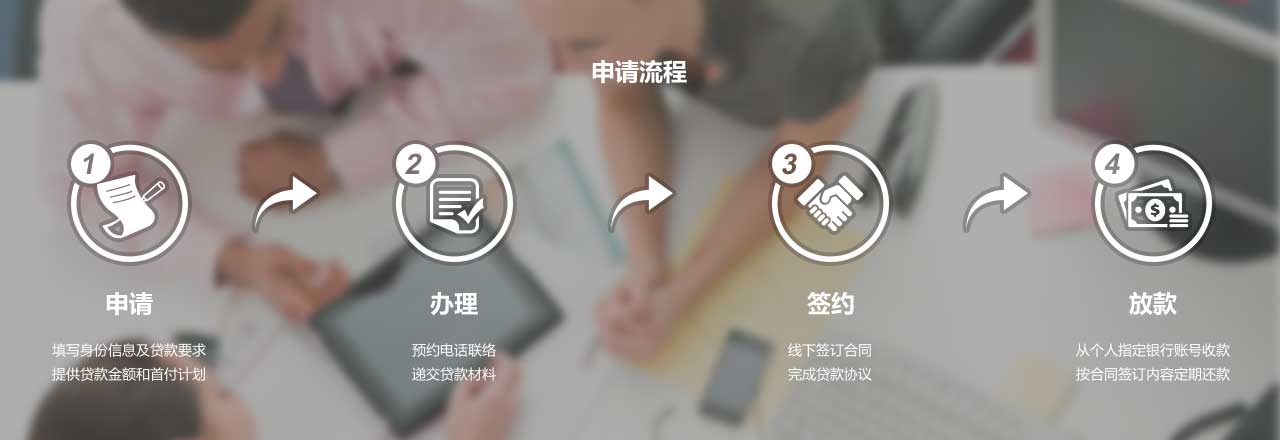 申请流程
1
2
3
4
$
申请
办理
签约
放款
填写身份信息及贷款要求
提供贷款金额和首付计划
预约电话联络
递交贷款材料
线下签订合同
完成贷款协议
从个人指定银行账号收款
按合同签订内容定期还款